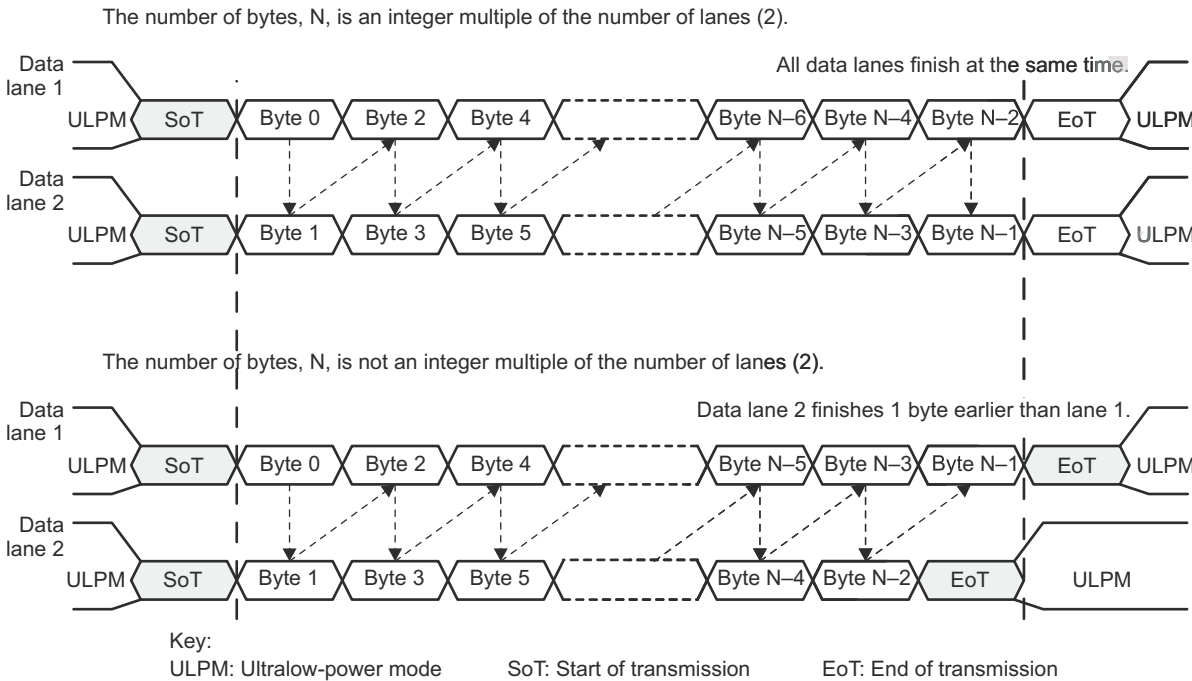 The number of bytes, N, is an integer multiple of the number of lanes (2).
All data lanes finish at the same time.
Data
lane 1
ULPM SoT Byte 0 Byte 2 Byte 4 Byte N–6 Byte N–4 Byte N–2 EoT ULPM
Data
lane 2
ULPM SoT Byte 1 Byte 3 Byte 5 Byte N–5 Byte N–3 Byte N–1 EoT ULPM
The number of bytes, N, is not an integer multiple of the number of lanes (2).
Data lane 2 finishes 1 byte earlier than lane 1.
Data
lane 1
ULPM SoT Byte 0 Byte 2 Byte 4 Byte N–5 Byte N–3 Byte N–1 EoT ULPM
Data
lane 2
ULPM SoT Byte 1 Byte 3 Byte 5 Byte N–4 Byte N–2 EoT ULPM
Key:
ULPM: Ultralow-power mode SoT: Start of transmission EoT: End of transmission